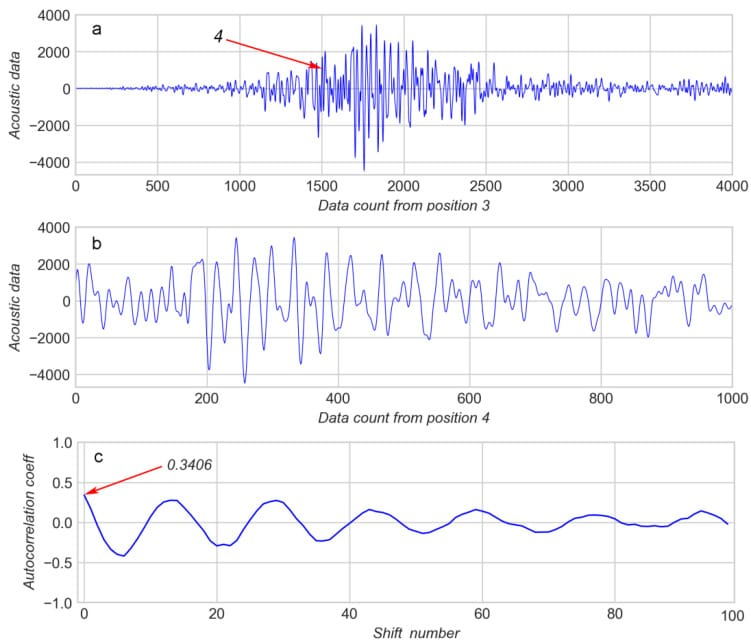 a
4
4000
2000
0
−2000
−4000
Acoustic data
0 500 1000 1500 2000 2500 3000 3500 4000
Data count from position 3
b
4000
2000
0
−2000
−4000
Acoustic data
0 200 400 600 800 1000
Data count from position 4
c
0.3406
1.0
0.5
0.0
−0.5
−1.0
Autocorrelation coeff
0 20 40 60 80 100
Shift number